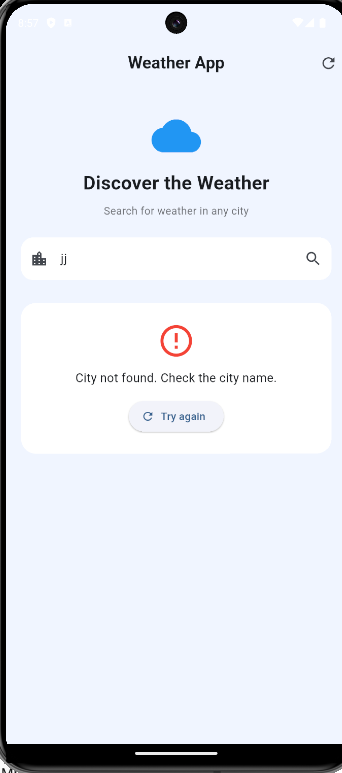 Weather App
Discover the Weather
Search for weather in any city
jj
City not found. Check the city name.
Try again